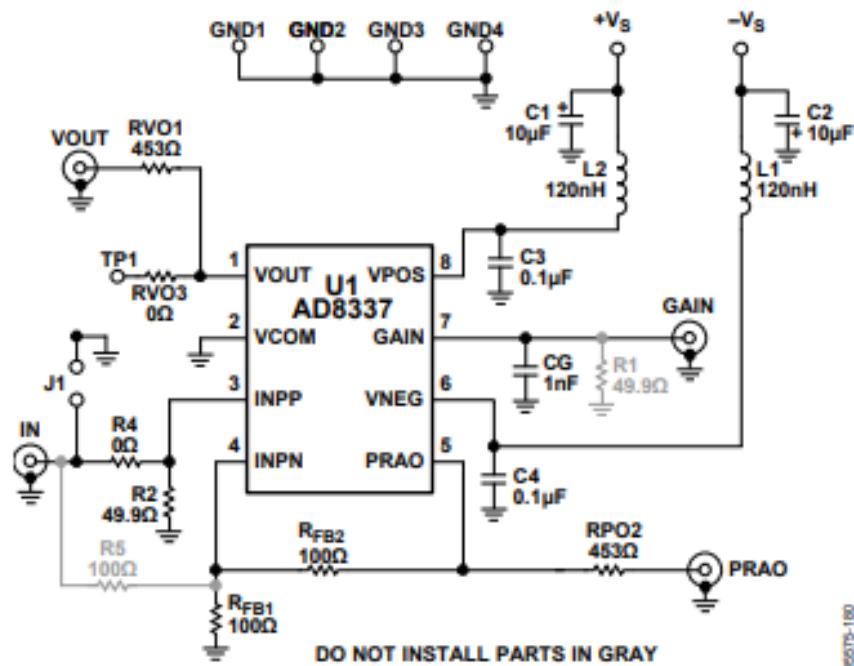 GND1 GND2 GND3 GND4
+VS
–VS
C1 +
10µF
C2
+ 10µF
VOUT
RVO1
453Ω
L2
120nH
L1
120nH
TP1
RVO3
0Ω
1 VOUT
U1
AD8337
VPOS 8
C3
0.1µF
GAIN
2 VCOM
GAIN 7
CG
1nF
R1
49.9Ω
J1
3 INPP
VNEG 6
IN
R4
0Ω
4 INPN
PRAO 5
C4
0.1µF
R2
49.9Ω
R5
100Ω
RFB2
100Ω
RPO2
453Ω
PRAO
RFB1
100Ω
DO NOT INSTALL PARTS IN GRAY